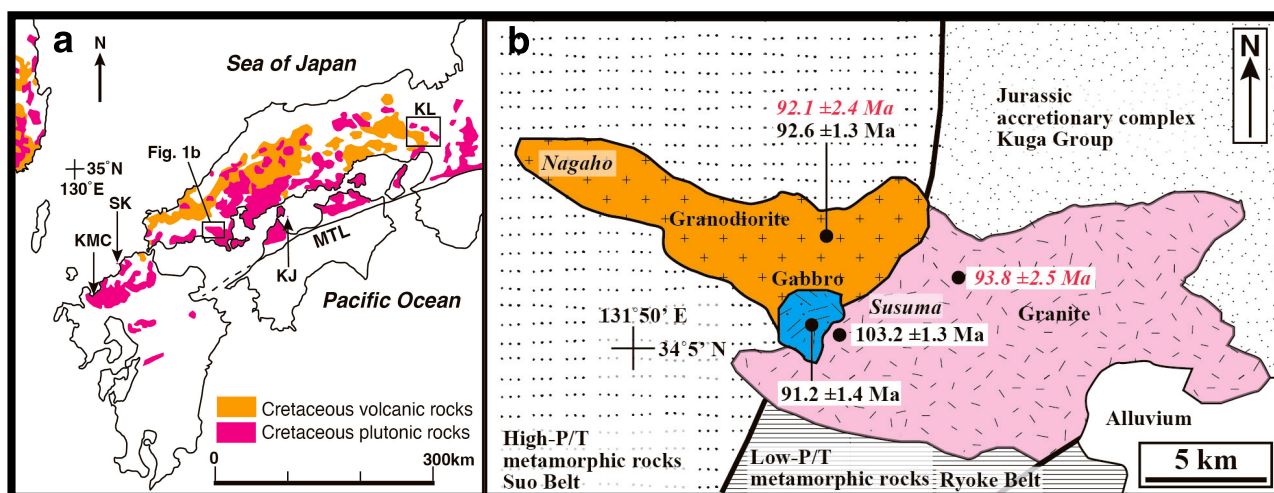 a
N
Sea of Japan
KL
Fig. 1b
35˚N
130˚E
SK
KMC
MTL
KJ
Pacific Ocean
Cretaceous volcanic rocks
Cretaceous plutonic rocks
0
300km
b
N
92.1 ±2.4 Ma
92.6 ±1.3 Ma
Jurassic
accretionary complex
Kuga Group
Nagaho
Granodiorite
Gabbro
93.8 ±2.5 Ma
Susuma
Granite
131˚50’ E
34˚5’ N
103.2 ±1.3 Ma
91.2 ±1.4 Ma
Alluvium
High-P/T
metamorphic rocks
Suo Belt
Low-P/T
metamorphic rocks Ryoke Belt
5 km